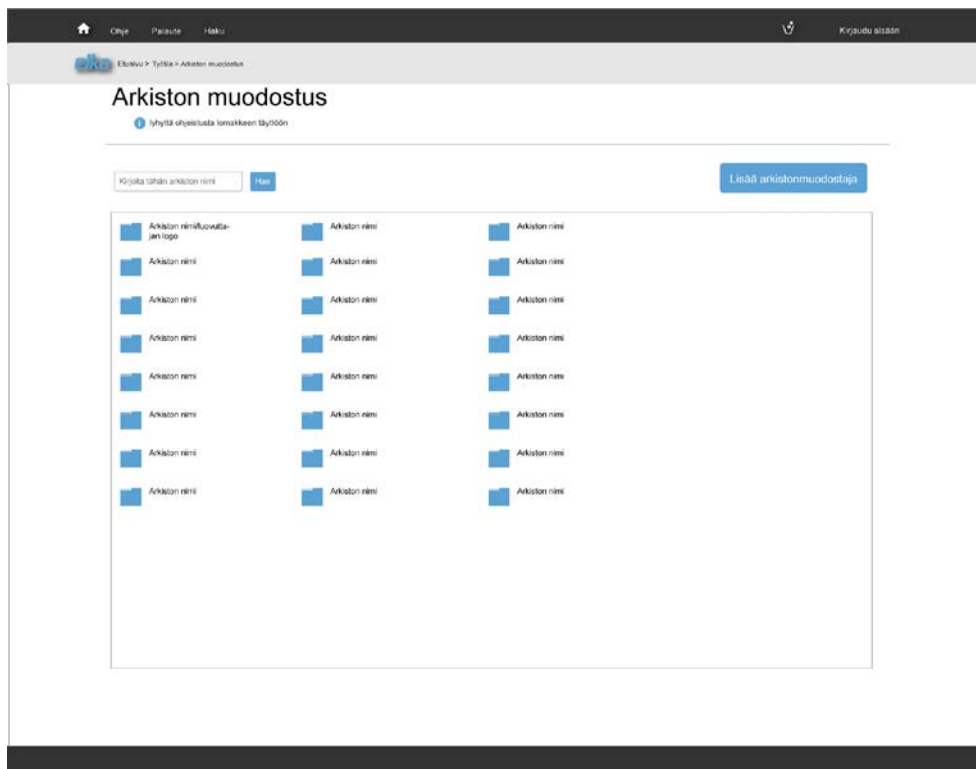 Ohje Palaute Haku Kirjaudu sisään
elka Etusivu > Työtila > Arkiston muodostus
Arkiston muodostus
i lyhyttä ohjeistusta lomakkeen täyttöön
Kirjoita tähän arkiston nimi Hae Lisää arkistonmuodostaja
Arkiston nimi/luovutta-
jan logo
Arkiston nimi
Arkiston nimi
Arkiston nimi Arkiston nimi Arkiston nimi
Arkiston nimi Arkiston nimi Arkiston nimi
Arkiston nimi Arkiston nimi Arkiston nimi
Arkiston nimi Arkiston nimi Arkiston nimi
Arkiston nimi Arkiston nimi Arkiston nimi
Arkiston nimi Arkiston nimi Arkiston nimi
Arkiston nimi Arkiston nimi Arkiston nimi